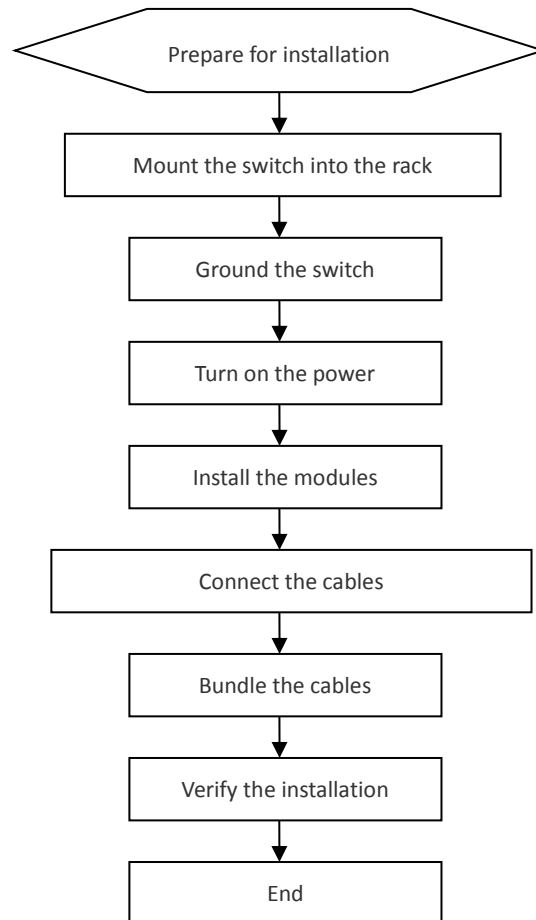 Prepare for installation
Mount the switch into the rack
Ground the switch
Turn on the power
Install the modules
Connect the cables
Bundle the cables
Verify the installation
End